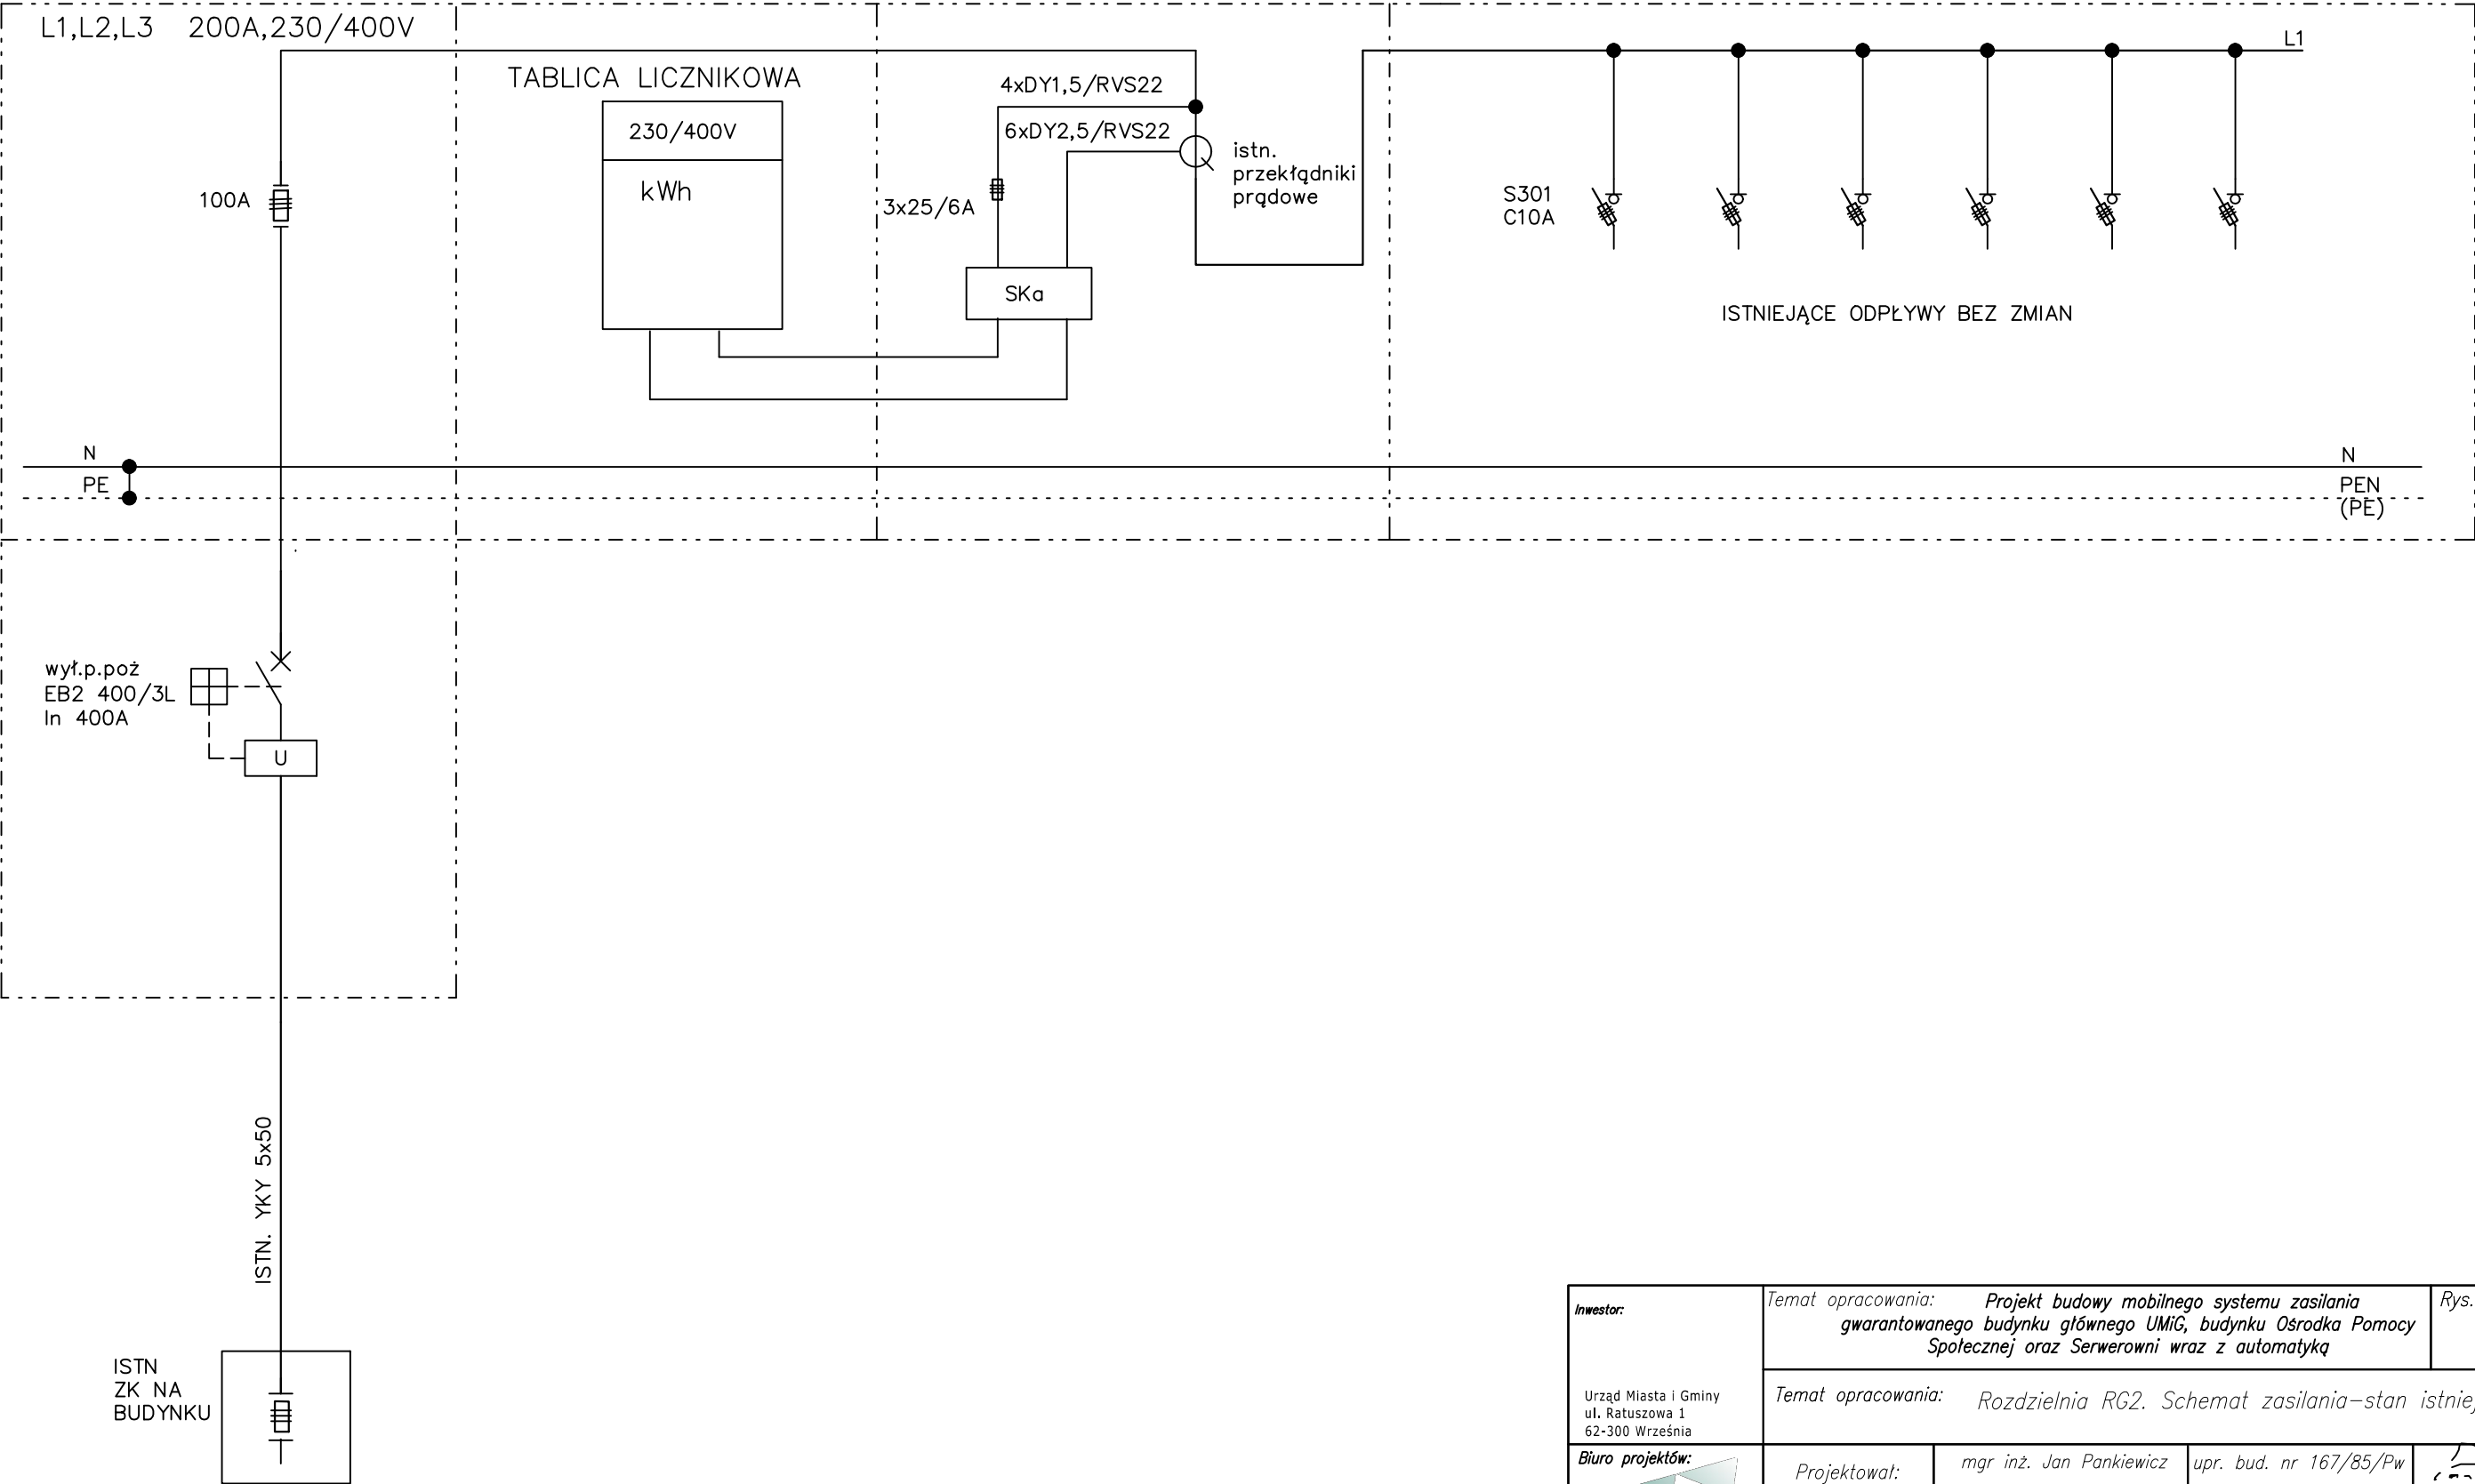 L1,L2,L3 200A,230/400V
TABLICA LICZNIKOWA
230/400V
kWh
100A
4xDY1,5/RVS22
6xDY2,5/RVS22
3x25/6A
istn.
przekłądniki
prądowe
SKa
L1
S301
C10A
ISTNIEJĄCE ODPŁYWY BEZ ZMIAN
N
PE
N
PEN
(PE)
wył.p.poż
EB2 400/3L
In 400A
U
ISTN. YKY 5x50
ISTN
ZK NA
BUDYNKU
Inwestor:
Urząd Miasta i Gminy
ul. Ratuszowa 1
62-300 Września
Temat opracowania: Projekt budowy mobilnego systemu zasilania
gwarantowanego budynku głównego UMiG, budynku Ośrodka Pomocy
Społecznej oraz Serwerowni wraz z automatyką
Rys.
Temat opracowania: Rozdzielnia RG2. Schemat zasilania-stan istniej
Biuro projektów:
Projektował: mgr inż. Jan Pankiewicz upr. bud. nr 167/85/Pw